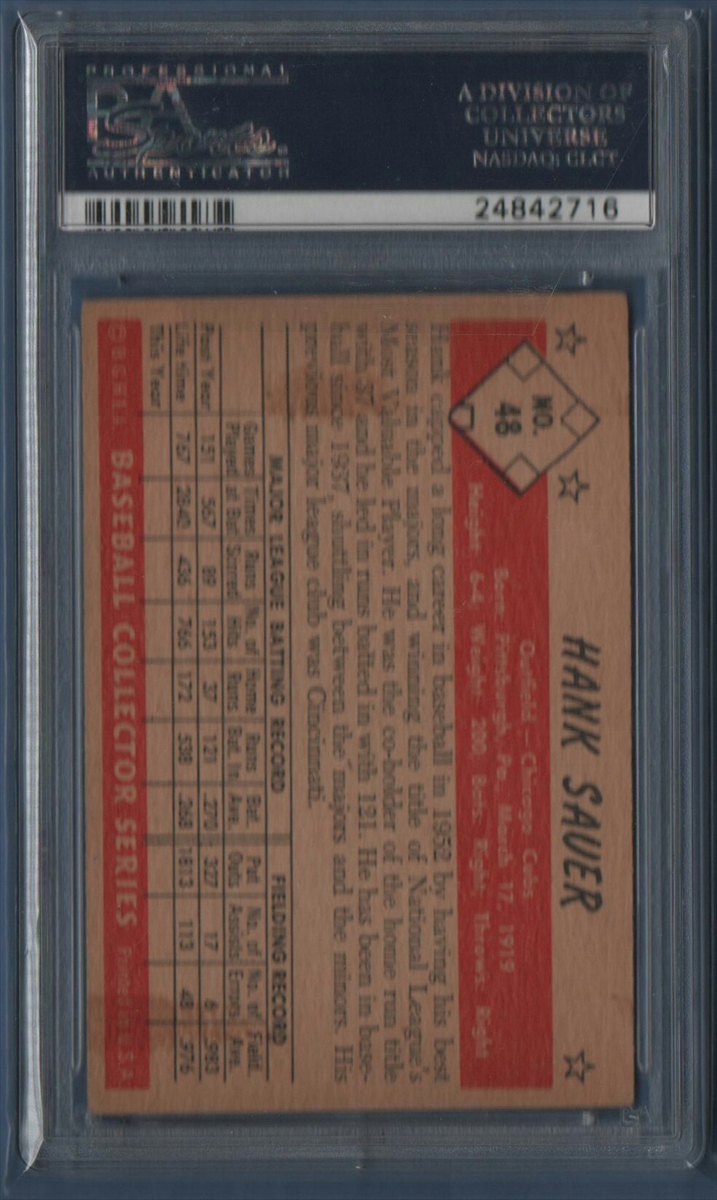 PROFESSIONAL
PSA
Sports
AUTHENTICATOR
A DIVISION OF
COLLECTORS
UNIVERSE
NASDAQ: CLCT
24842716
HANK SAUER
NO.
48
Outfield — Chicago Cubs
Born: Pittsburgh, Pa., March 17, 1919
Height: 6-4, Weight: 200, Bats: Right, Throws: Right
Hank capped a long career in baseball in 1952 by having his best
season in the majors, and winning the title of National League's
Most Valuable Player. He was the co-holder of the home run title
with 37 and he led in runs batted in with 121. He has been in base-
ball since 1937, shuttling between the majors and the minors. His
previous major league club was Cincinnati.
MAJOR LEAGUE BATTING RECORD FIELDING RECORD
Games Times Runs No. of Home Runs Bat. Put No. of No. of Field.
Played at Bat Scored Hits Runs Bat. In. Ave. Outs Assists Errors Ave.
Past Year 151 567 89 153 37 121 .270 327 17 6 .983
Life time 767 2840 436 766 172 538 .268 1813 113 48 .976
This Year
© B.G.H.L.I. BASEBALL COLLECTOR SERIES Printed in U.S.A.